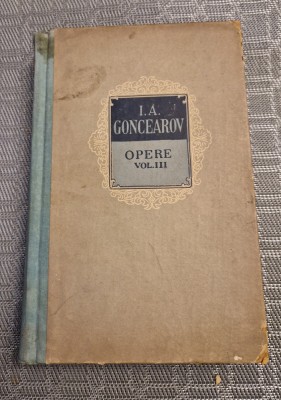 I. A.
GONCEAROV
OPERE
VOL. III